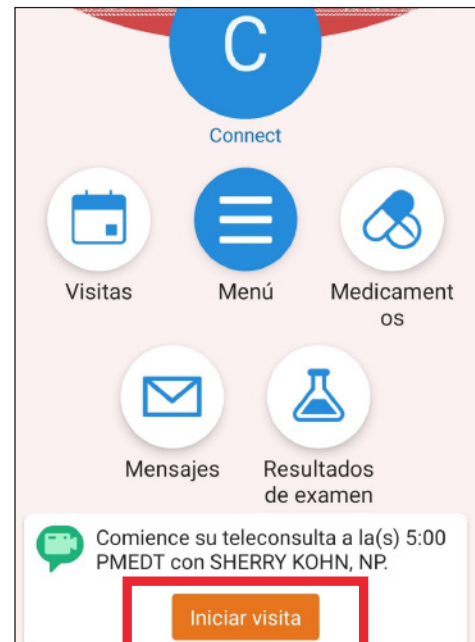 C
Connect
Visitas
Menú
Medicament
os
Mensajes
Resultados
de examen
Comience su teleconsulta a la(s) 5:00
PMEDT con SHERRY KOHN, NP.
Iniciar visita